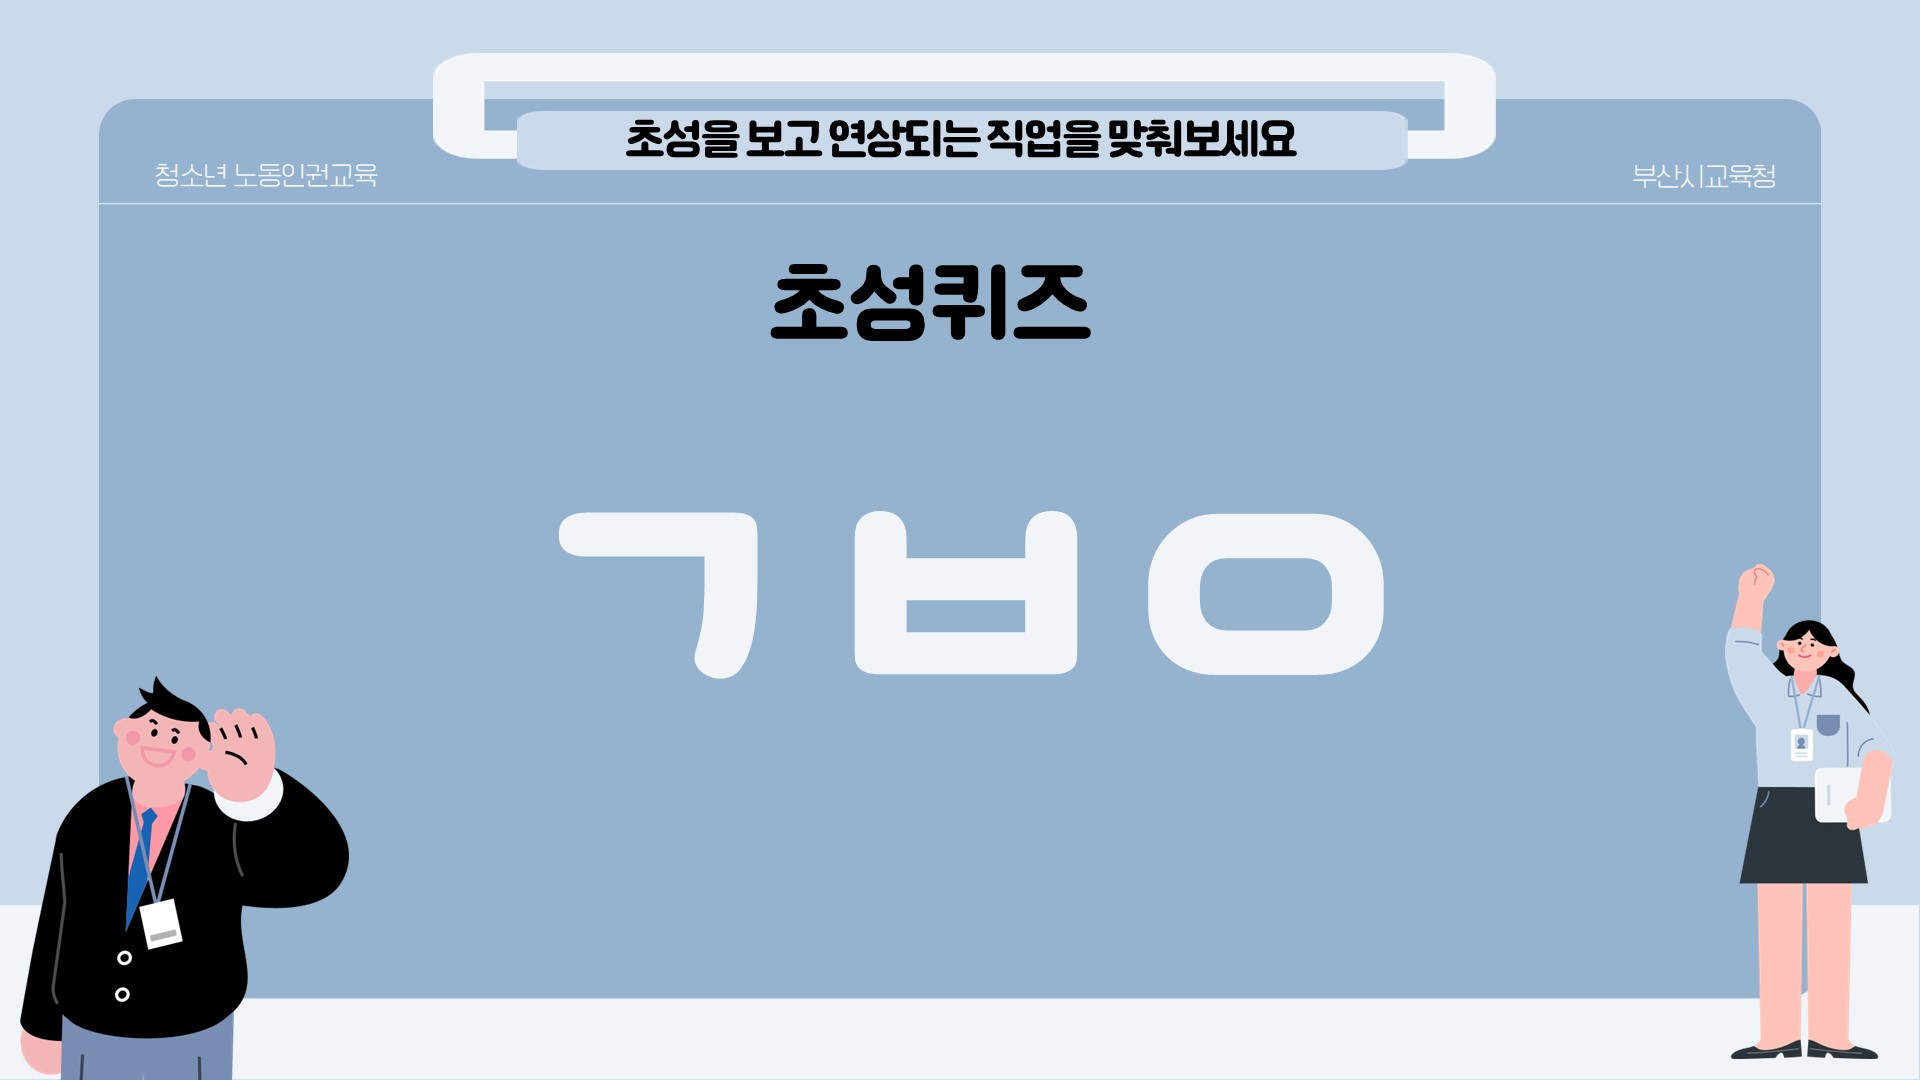 초성을 보고 연상되는 직업을 맞춰보세요
청소년 노동인권교육
부산시교육청
초성퀴즈
ㄱㅂㅇ